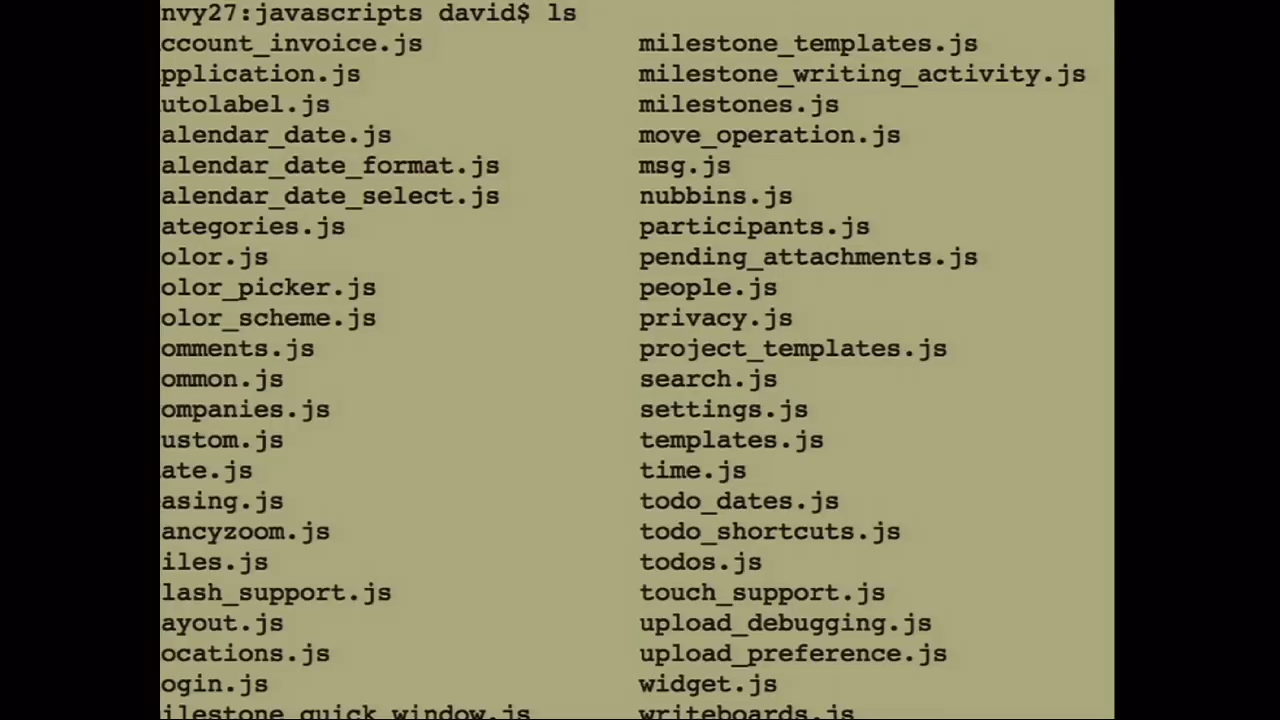 nvy27:javascripts david$ ls
ccount_invoice.js milestone_templates.js
pplication.js milestone_writing_activity.js
utolabel.js milestones.js
alendar_date.js move_operation.js
alendar_date_format.js msg.js
alendar_date_select.js nubbins.js
ategories.js participants.js
olor.js pending_attachments.js
olor_picker.js people.js
olor_scheme.js privacy.js
omments.js project_templates.js
ommon.js search.js
ompanies.js settings.js
ustom.js templates.js
ate.js time.js
asing.js todo_dates.js
ancyzoom.js todo_shortcuts.js
iles.js todos.js
lash_support.js touch_support.js
ayout.js upload_debugging.js
ocations.js upload_preference.js
ogin.js widget.js
ilestone_quick_window.js writeboards.js